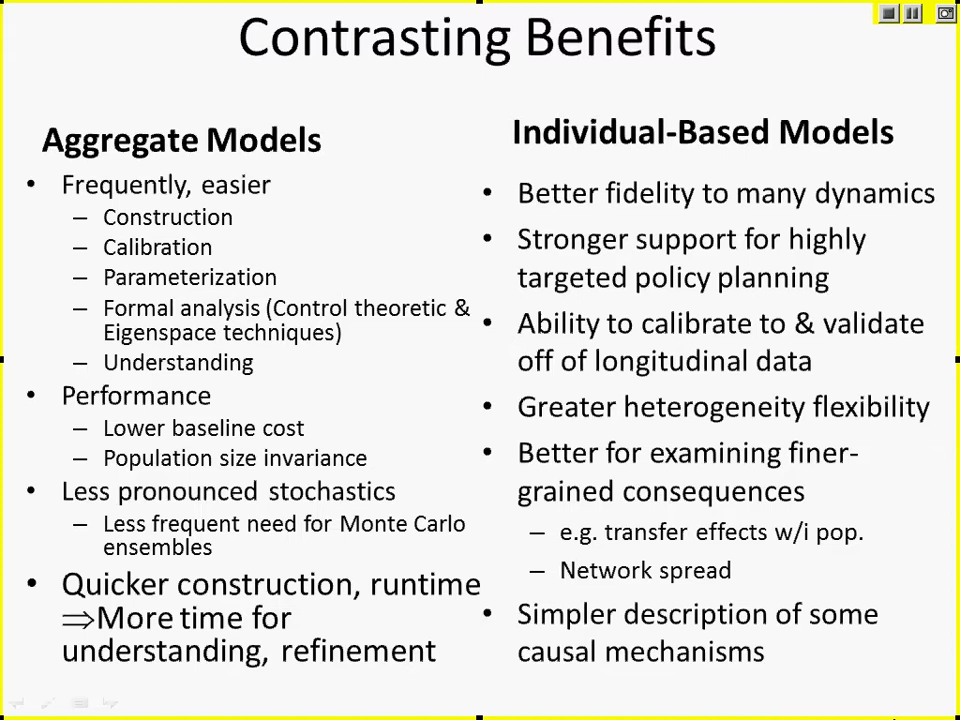 Contrasting Benefits
Aggregate Models
• Frequently, easier
– Construction
– Calibration
– Parameterization
– Formal analysis (Control theoretic &
Eigenspace techniques)
– Understanding
• Performance
– Lower baseline cost
– Population size invariance
• Less pronounced stochastics
– Less frequent need for Monte Carlo
ensembles
• Quicker construction, runtime
⇒More time for
understanding, refinement
Individual-Based Models
• Better fidelity to many dynamics
• Stronger support for highly
targeted policy planning
• Ability to calibrate to & validate
off of longitudinal data
• Greater heterogeneity flexibility
• Better for examining finer-
grained consequences
– e.g. transfer effects w/i pop.
– Network spread
• Simpler description of some
causal mechanisms